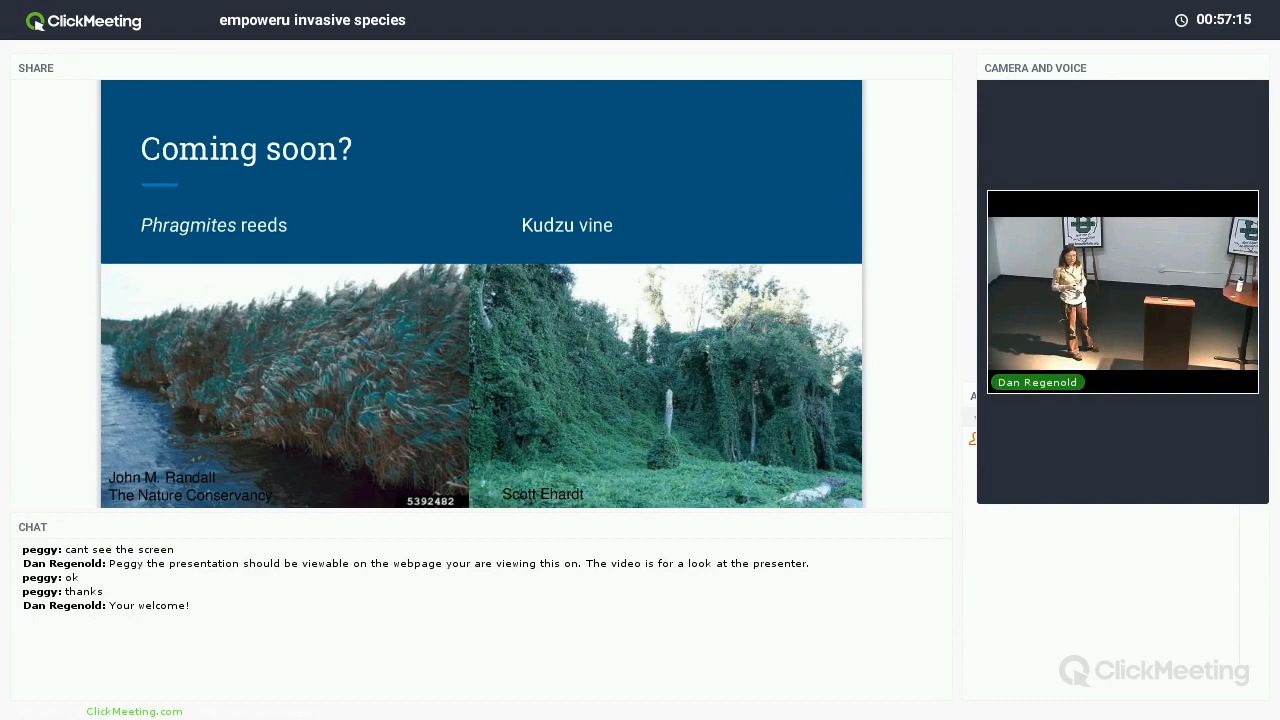 ClickMeeting
empoweru invasive species
00:57:15
SHARE
CAMERA AND VOICE
Coming soon?
Phragmites reeds
Kudzu vine
John M. Randall
The Nature Conservancy
5392482
Scott Ehardt
Dan Regenold
A
CHAT
peggy: cant see the screen
Dan Regenold: Peggy the presentation should be viewable on the webpage your are viewing this on. The video is for a look at the presenter.
peggy: ok
peggy: thanks
Dan Regenold: Your welcome!
ClickMeeting
ClickMeeting.com